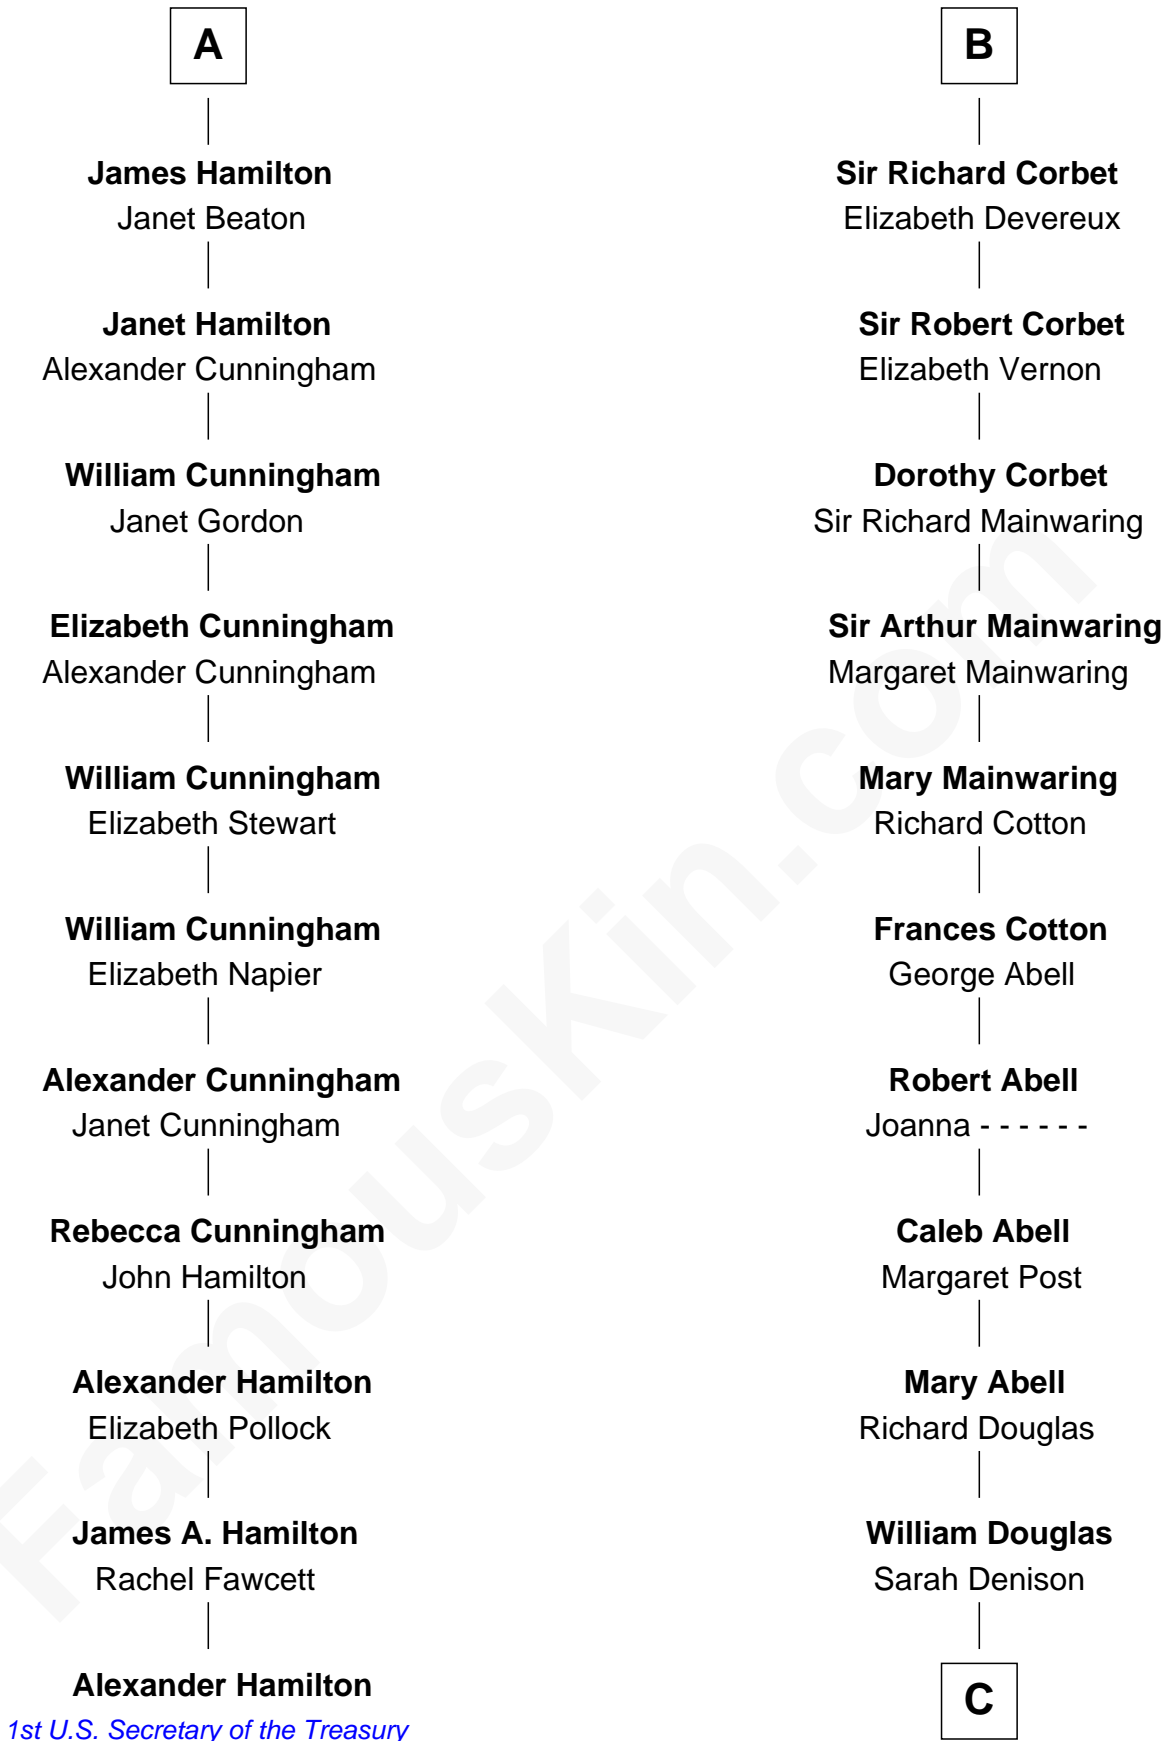 A
James Hamilton
Janet Beaton
Janet Hamilton
Alexander Cunningham
William Cunningham
Janet Gordon
Elizabeth Cunningham
Alexander Cunningham
William Cunningham
Elizabeth Stewart
William Cunningham
Elizabeth Napier
Alexander Cunningham
Janet Cunningham
Rebecca Cunningham
John Hamilton
Alexander Hamilton
Elizabeth Pollock
James A. Hamilton
Rachel Fawcett
Alexander Hamilton
1st U.S. Secretary of the Treasury
B
Sir Richard Corbet
Elizabeth Devereux
Sir Robert Corbet
Elizabeth Vernon
Dorothy Corbet
Sir Richard Mainwaring
Sir Arthur Mainwaring
Margaret Mainwaring
Mary Mainwaring
Richard Cotton
Frances Cotton
George Abell
Robert Abell
Joanna - - - - - -
Caleb Abell
Margaret Post
Mary Abell
Richard Douglas
William Douglas
Sarah Denison
C
FamousKin.com